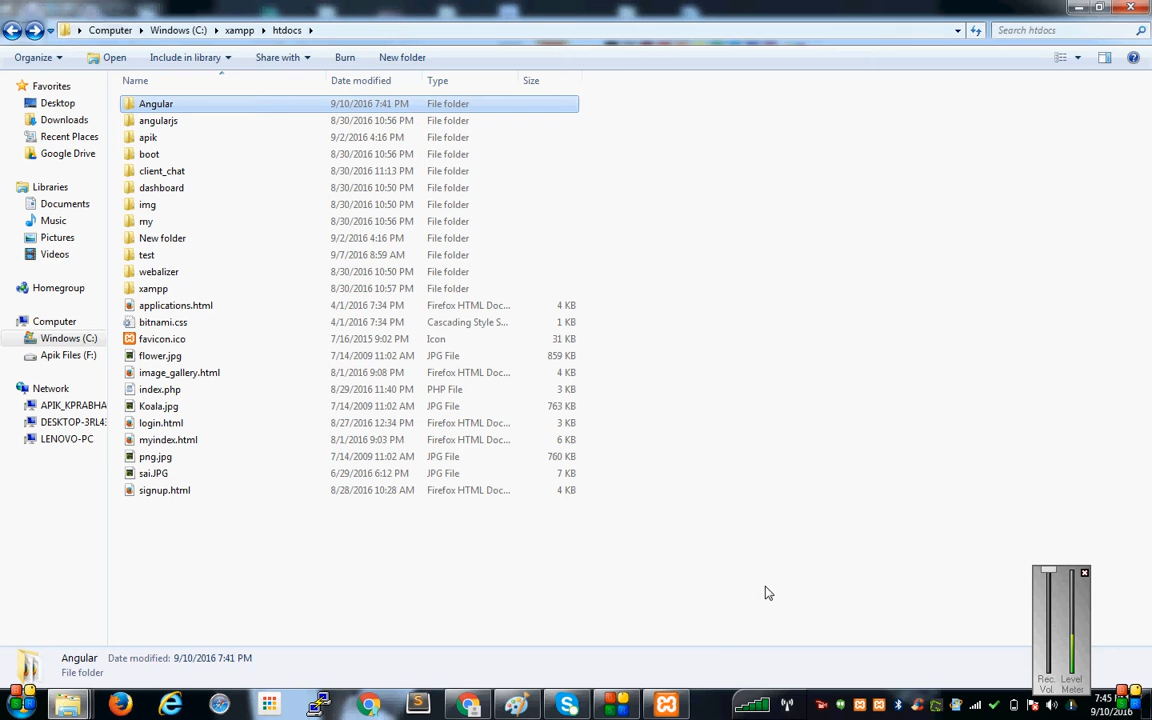 Computer Windows (C:) xampp htdocs Search htdocs
Organize Open Include in library Share with Burn New folder
Name Date modified Type Size
Favorites
Desktop
Downloads
Recent Places
Google Drive
Libraries
Documents
Music
Pictures
Videos
Homegroup
Computer
Windows (C:)
Apik Files (F:)
Network
APIK_KPRABHA
DESKTOP-3RL43
LENOVO-PC
Angular 9/10/2016 7:41 PM File folder
angularjs 8/30/2016 10:56 PM File folder
apik 9/2/2016 4:16 PM File folder
boot 8/30/2016 10:56 PM File folder
client_chat 8/30/2016 11:13 PM File folder
dashboard 8/30/2016 10:50 PM File folder
img 8/30/2016 10:50 PM File folder
my 8/30/2016 10:56 PM File folder
New folder 9/2/2016 4:16 PM File folder
test 9/7/2016 8:59 AM File folder
webalizer 8/30/2016 10:50 PM File folder
xampp 8/30/2016 10:57 PM File folder
applications.html 4/1/2016 7:34 PM Firefox HTML Doc... 4 KB
bitnami.css 4/1/2016 7:34 PM Cascading Style S... 1 KB
favicon.ico 7/16/2015 9:02 PM Icon 31 KB
flower.jpg 7/14/2009 11:02 AM JPG File 859 KB
image_gallery.html 8/1/2016 9:08 PM Firefox HTML Doc... 4 KB
index.php 8/29/2016 11:40 PM PHP File 3 KB
Koala.jpg 7/14/2009 11:02 AM JPG File 763 KB
login.html 8/27/2016 12:34 PM Firefox HTML Doc... 3 KB
myindex.html 8/1/2016 9:03 PM Firefox HTML Doc... 6 KB
png.jpg 7/14/2009 11:02 AM JPG File 760 KB
sai.JPG 6/29/2016 6:12 PM JPG File 7 KB
signup.html 8/28/2016 10:28 AM Firefox HTML Doc... 4 KB
Rec. Level
Vol. Meter
Angular Date modified: 9/10/2016 7:41 PM
File folder
7:45
9/10/2016